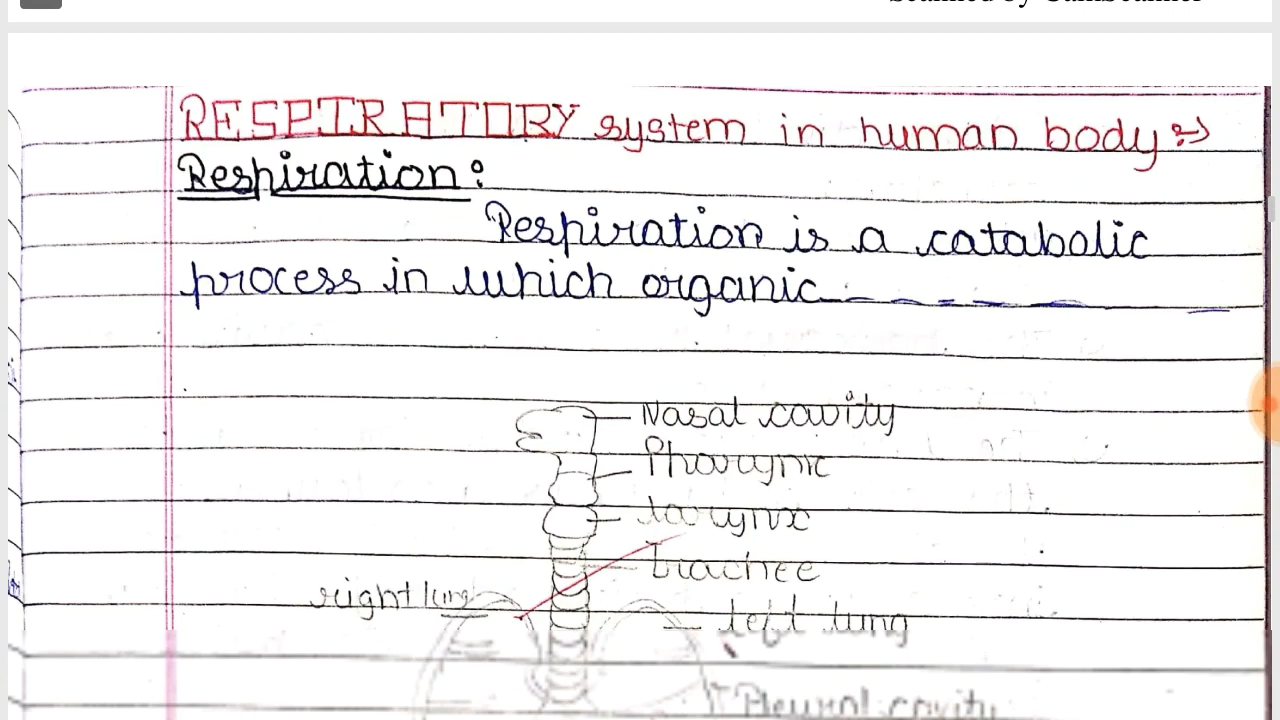 RESPIRATORY system in human body :->
Respiration :
Respiration is a catabolic
process in which organic - - - - - -
Nasal cavity
Pharynx
larynx
trachee
right lung
left lung
Pleural cavity